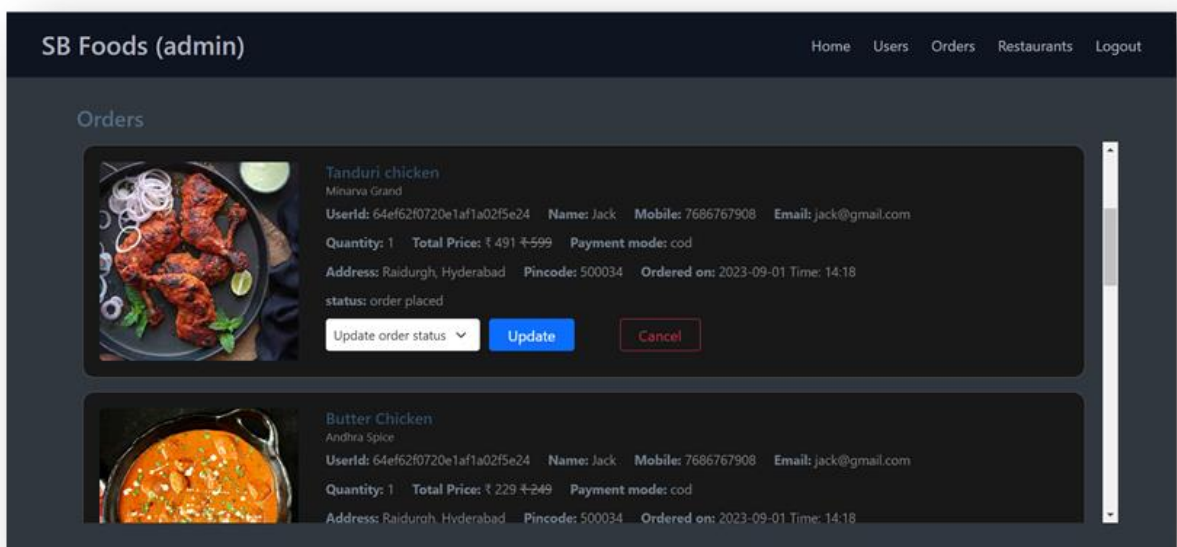 SB Foods (admin)
Home Users Orders Restaurants Logout
Orders
Tanduri chicken
Minarva Grand
UserId: 64ef62f0720e1af1a02f5e24 Name: Jack Mobile: 7686767908 Email: jack@gmail.com
Quantity: 1 Total Price: ₹ 491 ₹ 599 Payment mode: cod
Address: Raidurgh, Hyderabad Pincode: 500034 Ordered on: 2023-09-01 Time: 14:18
status: order placed
Update order status Update Cancel
Butter Chicken
Andhra Spice
UserId: 64ef62f0720e1af1a02f5e24 Name: Jack Mobile: 7686767908 Email: jack@gmail.com
Quantity: 1 Total Price: ₹ 229 ₹ 249 Payment mode: cod
Address: Raidurgh, Hyderabad Pincode: 500034 Ordered on: 2023-09-01 Time: 14:18